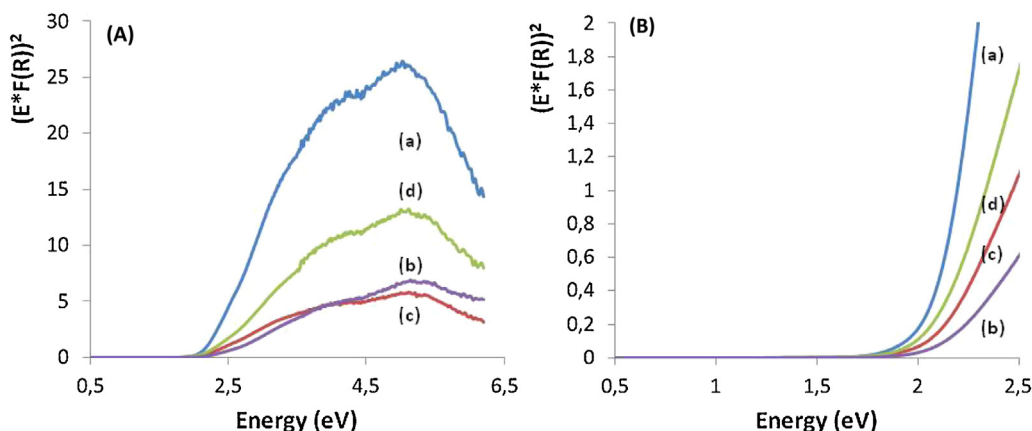 (A)
(E*F(R))²
30
25
20
15
10
5
0
0,5
2,5
4,5
6,5
Energy (eV)
(a)
(d)
(b)
(c)
(B)
(E*F(R))²
2
1,8
1,6
1,4
1,2
1
0,8
0,6
0,4
0,2
0
0,5
1
1,5
2
2,5
Energy (eV)
(a)
(d)
(c)
(b)